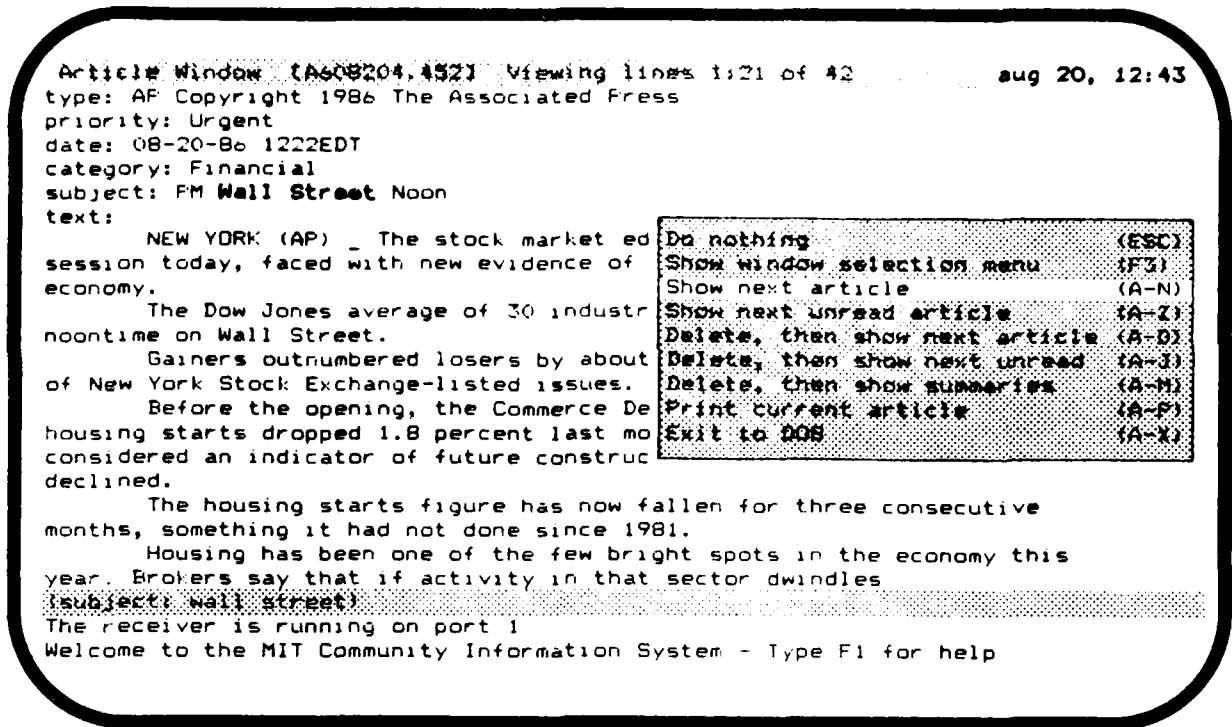 Article Window [A608204.452] Viewing lines 1:21 of 42 aug 20, 12:43
type: AP Copyright 1986 The Associated Press
priority: Urgent
date: 08-20-86 1222EDT
category: Financial
subject: PM Wall Street Noon
text:
NEW YORK (AP) _ The stock market ed
session today, faced with new evidence of
economy.
The Dow Jones average of 30 industr
noontime on Wall Street.
Gainers outnumbered losers by about
of New York Stock Exchange-listed issues.
Before the opening, the Commerce De
housing starts dropped 1.8 percent last mo
considered an indicator of future construc
declined.
The housing starts figure has now fallen for three consecutive
months, something it had not done since 1981.
Housing has been one of the few bright spots in the economy this
year. Brokers say that if activity in that sector dwindles
Do nothing (ESC)
Show window selection menu (F3)
Show next article (A-N)
Show next unread article (A-Z)
Delete, then show next article (A-D)
Delete, then show next unread (A-J)
Delete, then show summaries (A-M)
Print current article (A-P)
Exit to DOS (A-X)
(subject: wall street)
The receiver is running on port 1
Welcome to the MIT Community Information System - Type F1 for help